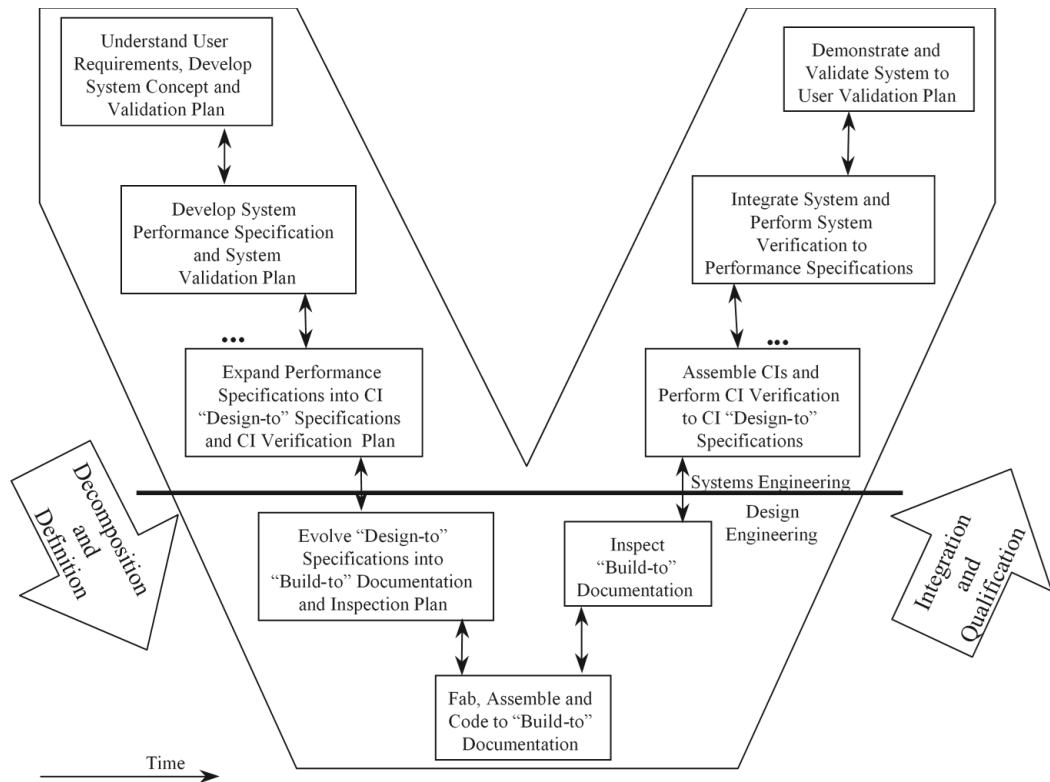 Understand User
Requirements, Develop
System Concept and
Validation Plan
Demonstrate and
Validate System to
User Validation Plan
Develop System
Performance Specification
and System
Validation Plan
Integrate System and
Perform System
Verification to
Performance Specifications
...
...
Expand Performance
Specifications into CI
“Design-to” Specifications
and CI Verification Plan
Assemble CIs and
Perform CI Verification
to CI “Design-to”
Specifications
Decomposition
and
Definition
Systems Engineering
Design
Engineering
Evolve “Design-to”
Specifications into
“Build-to” Documentation
and Inspection Plan
Inspect
“Build-to”
Documentation
Integration
and
Qualification
Fab, Assemble and
Code to “Build-to”
Documentation
Time